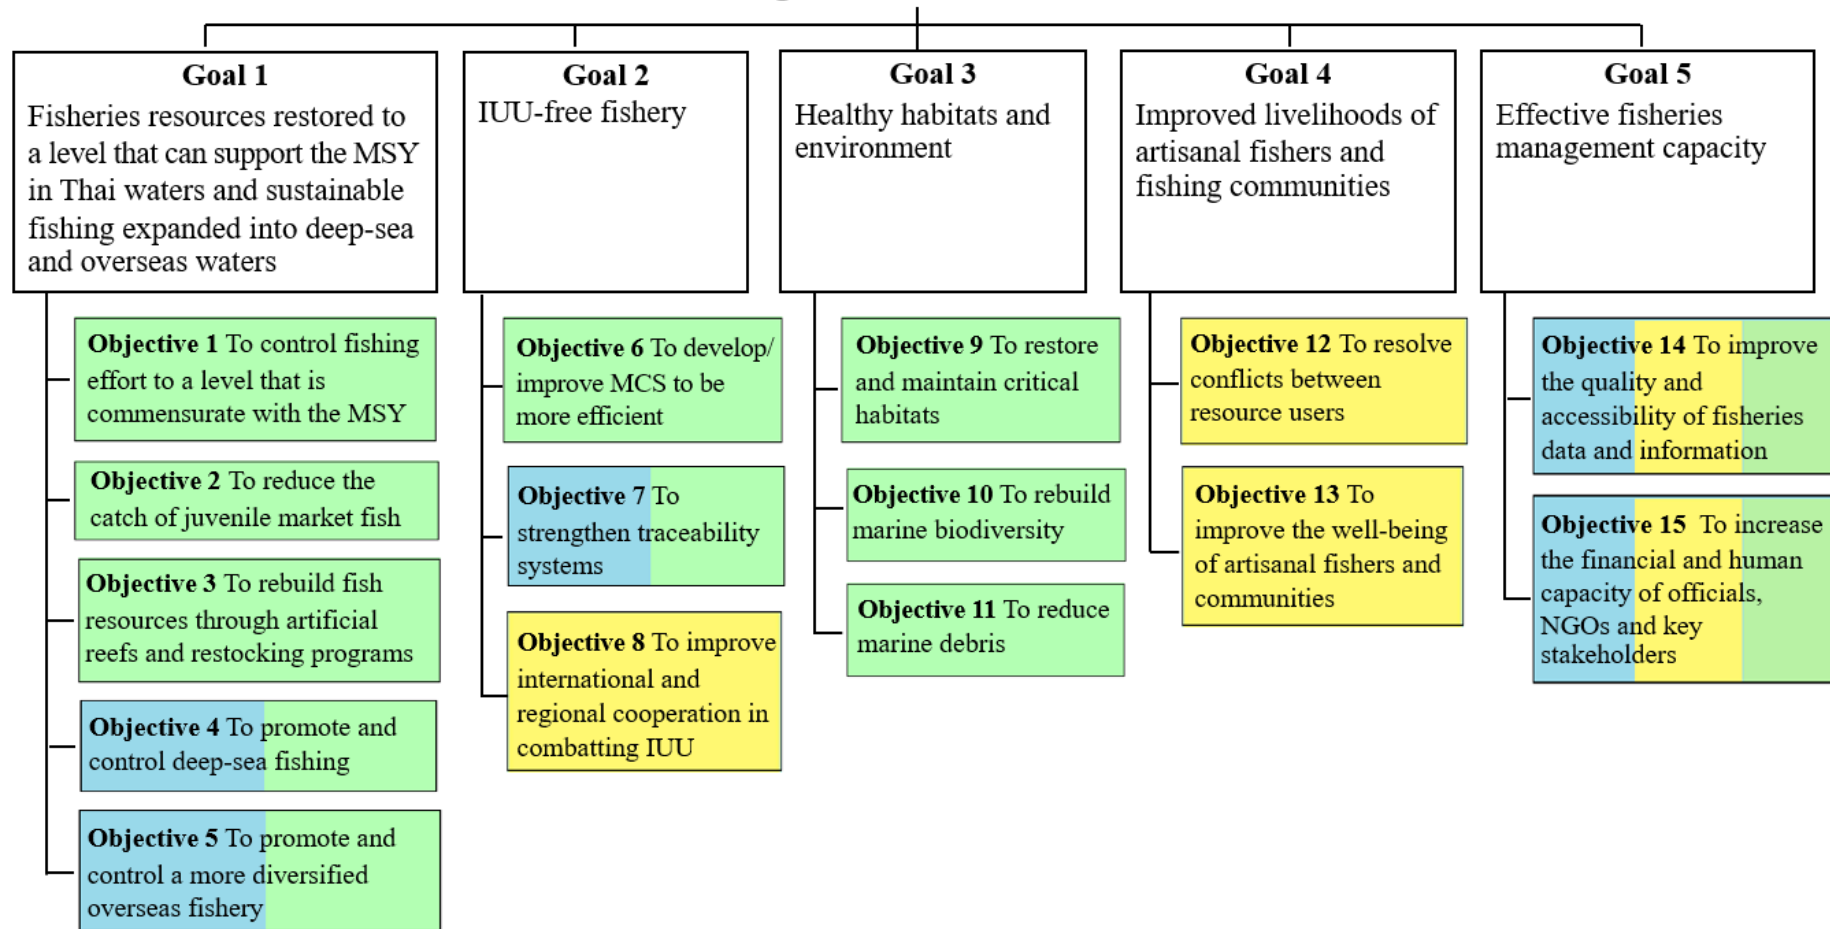 Goal 1
Fisheries resources restored to
a level that can support the MSY
in Thai waters and sustainable
fishing expanded into deep-sea
and overseas waters
Objective 1 To control fishing
effort to a level that is
commensurate with the MSY
Objective 2 To reduce the
catch of juvenile market fish
Objective 3 To rebuild fish
resources through artificial
reefs and restocking programs
Objective 4 To promote and
control deep-sea fishing
Objective 5 To promote and
control a more diversified
overseas fishery
Goal 2
IUU-free fishery
Objective 6 To develop/
improve MCS to be
more efficient
Objective 7 To
strengthen traceability
systems
Objective 8 To improve
international and
regional cooperation in
combatting IUU
Goal 3
Healthy habitats and
environment
Objective 9 To restore
and maintain critical
habitats
Objective 10 To rebuild
marine biodiversity
Objective 11 To reduce
marine debris
Goal 4
Improved livelihoods of
artisanal fishers and
fishing communities
Objective 12 To resolve
conflicts between
resource users
Objective 13 To
improve the well-being
of artisanal fishers and
communities
Goal 5
Effective fisheries
management capacity
Objective 14 To improve
the quality and
accessibility of fisheries
data and information
Objective 15 To increase
the financial and human
capacity of officials,
NGOs and key
stakeholders